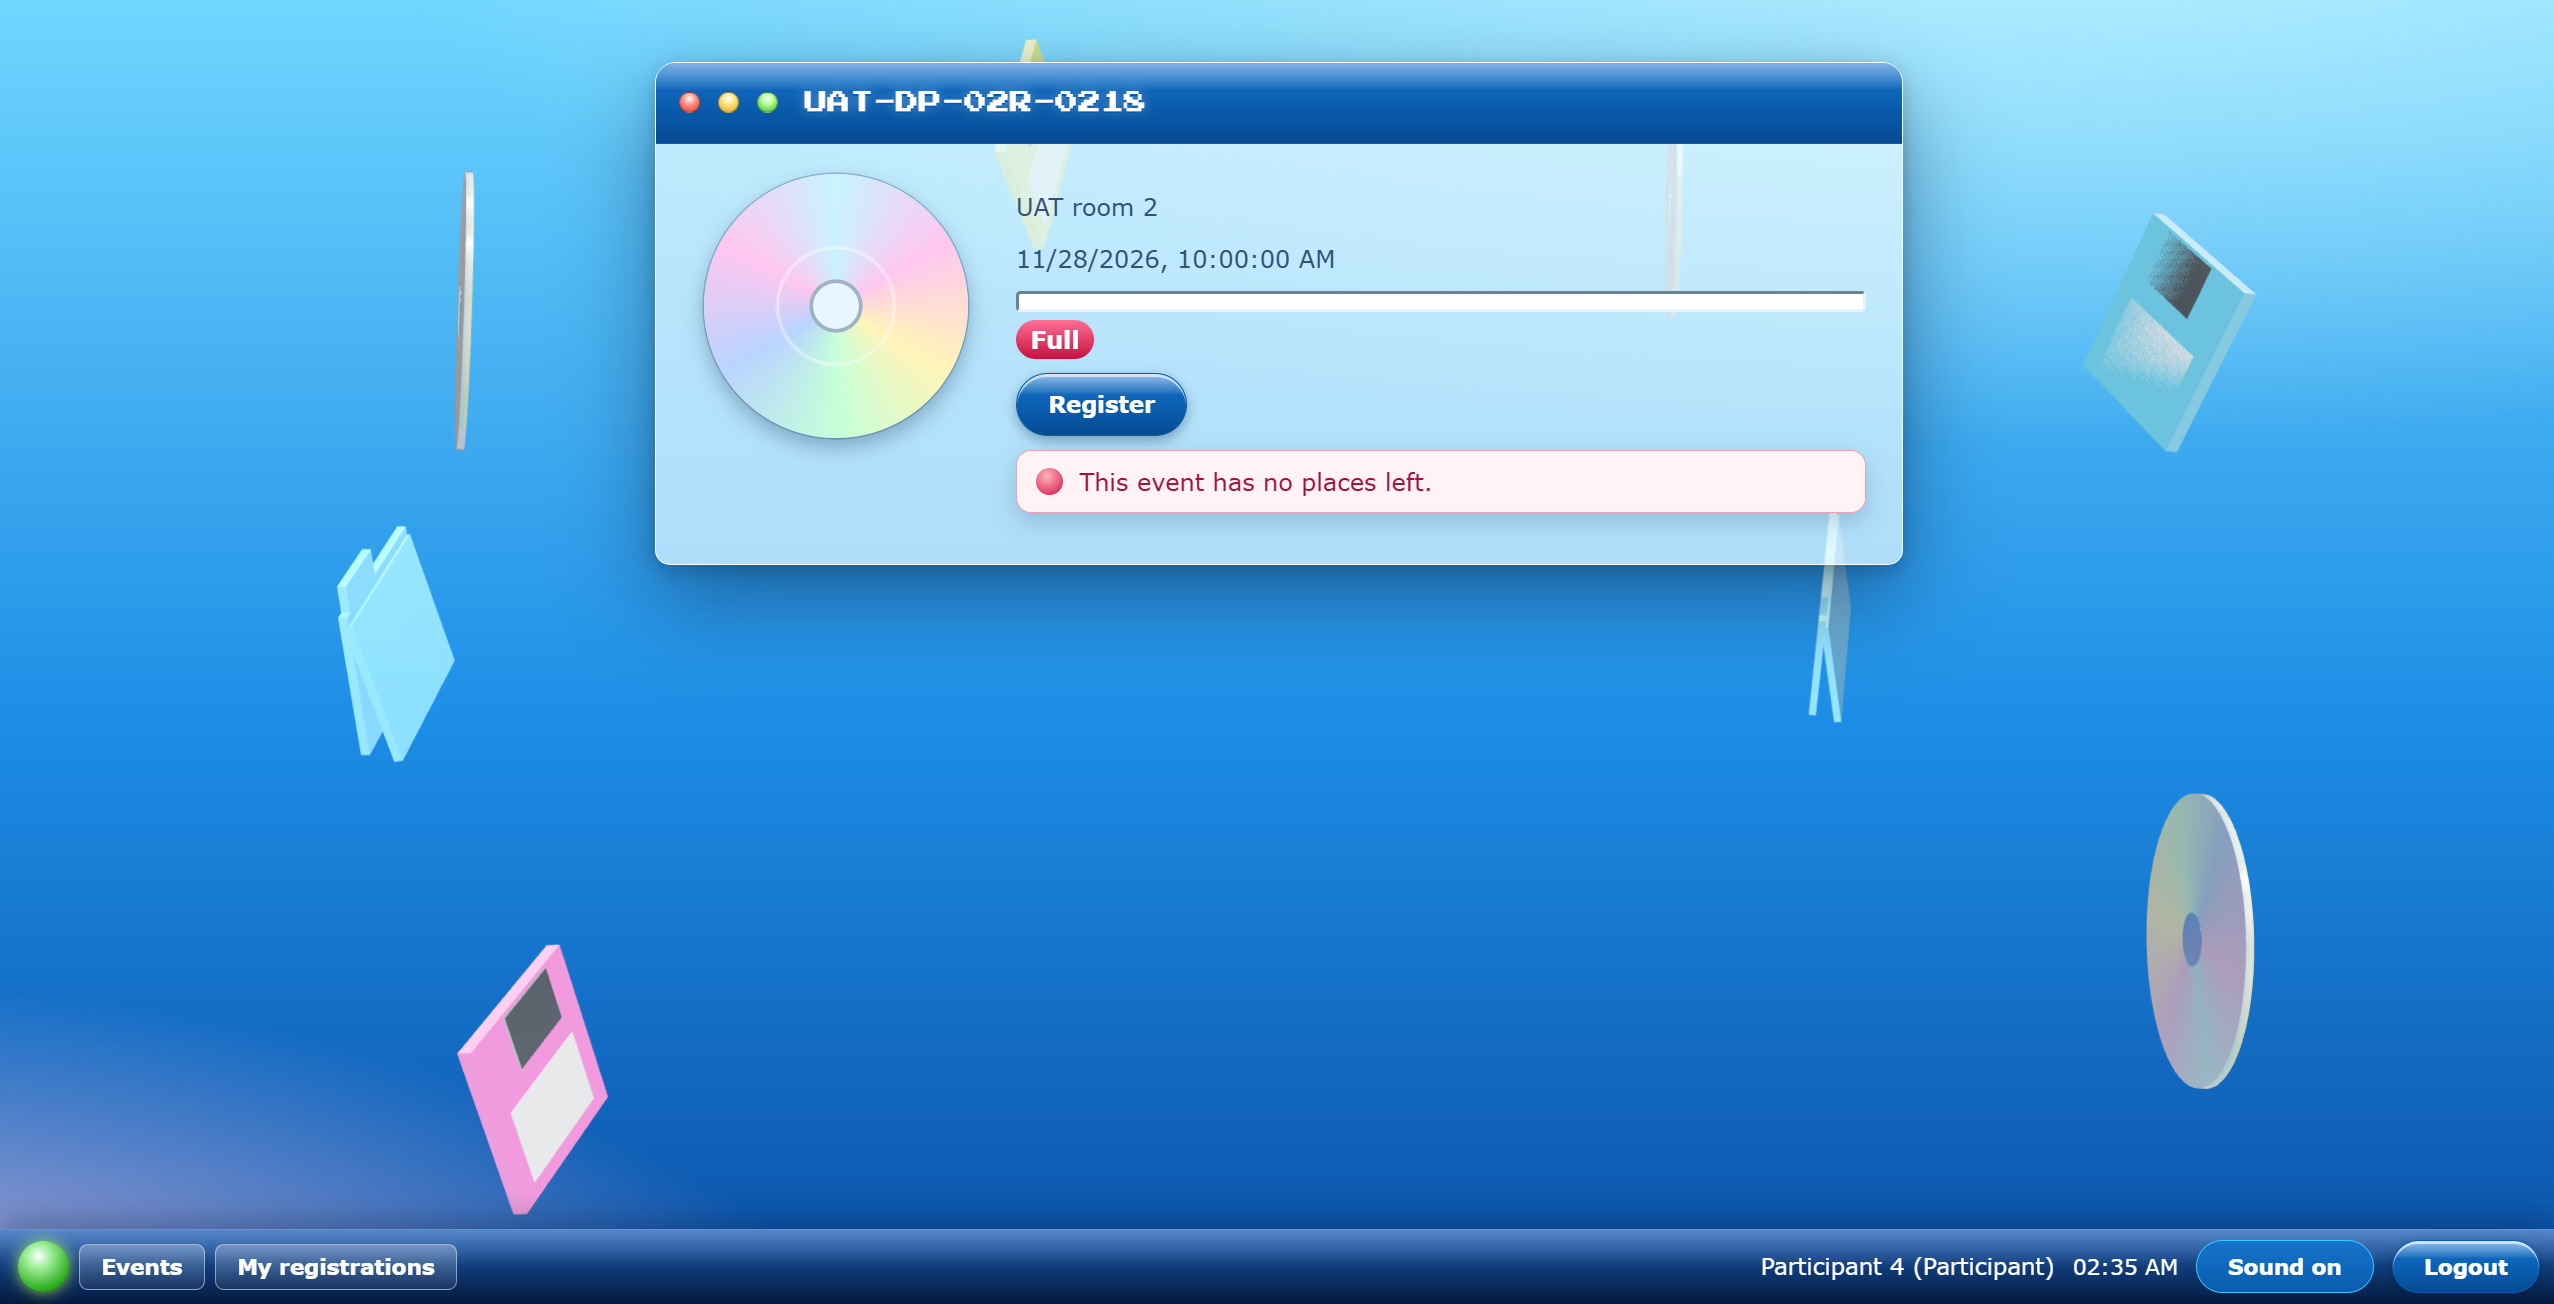 UAT-DP-02R-0218
UAT room 2
11/28/2026, 10:00:00 AM
Full
Register
This event has no places left.
Events
My registrations
Participant 4 (Participant)
02:35 AM
Sound on
Logout